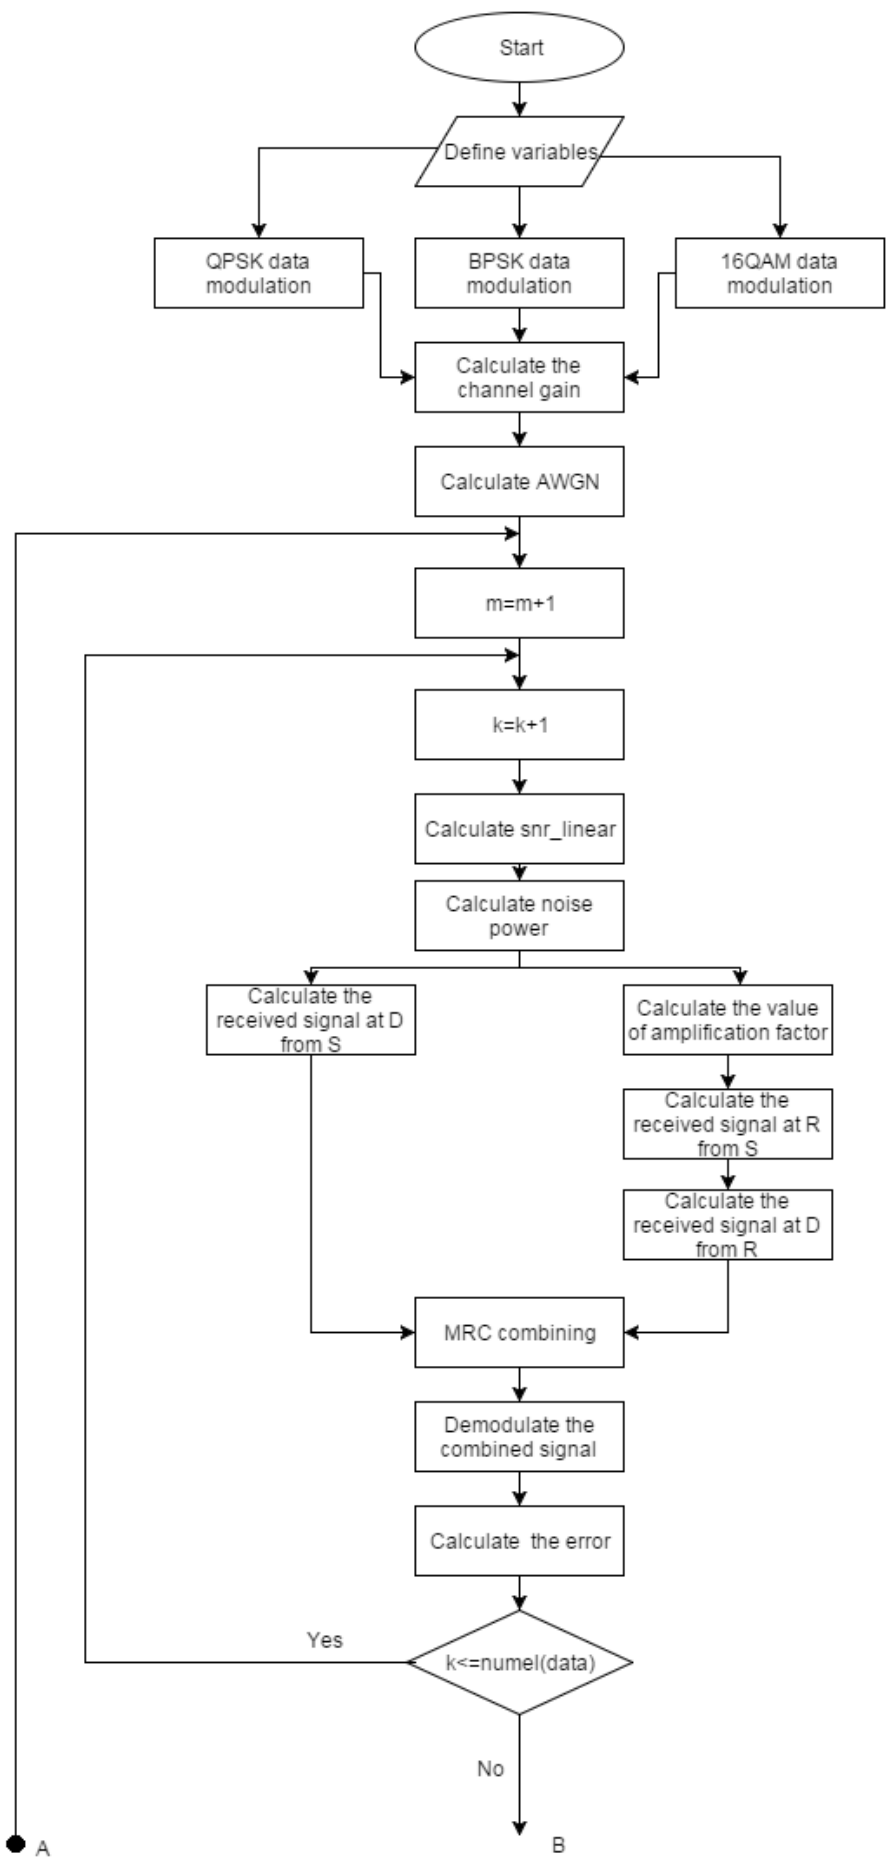 Start
Define variables
QPSK data
modulation
BPSK data
modulation
16QAM data
modulation
Calculate the
channel gain
Calculate AWGN
m=m+1
k=k+1
Calculate snr_linear
Calculate noise
power
Calculate the
received signal at D
from S
Calculate the value
of amplification factor
Calculate the
received signal at R
from S
Calculate the
received signal at D
from R
MRC combining
Demodulate the
combined signal
Calculate  the error
Yes
k<=numel(data)
No
A
B